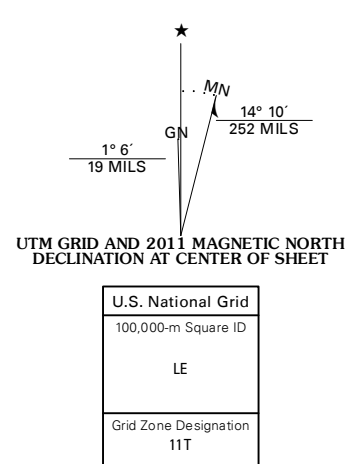 ★
MN
GN
14° 10´
252 MILS
1° 6´
19 MILS
UTM GRID AND 2011 MAGNETIC NORTH
DECLINATION AT CENTER OF SHEET
U.S. National Grid
100,000-m Square ID
LE
Grid Zone Designation
11T